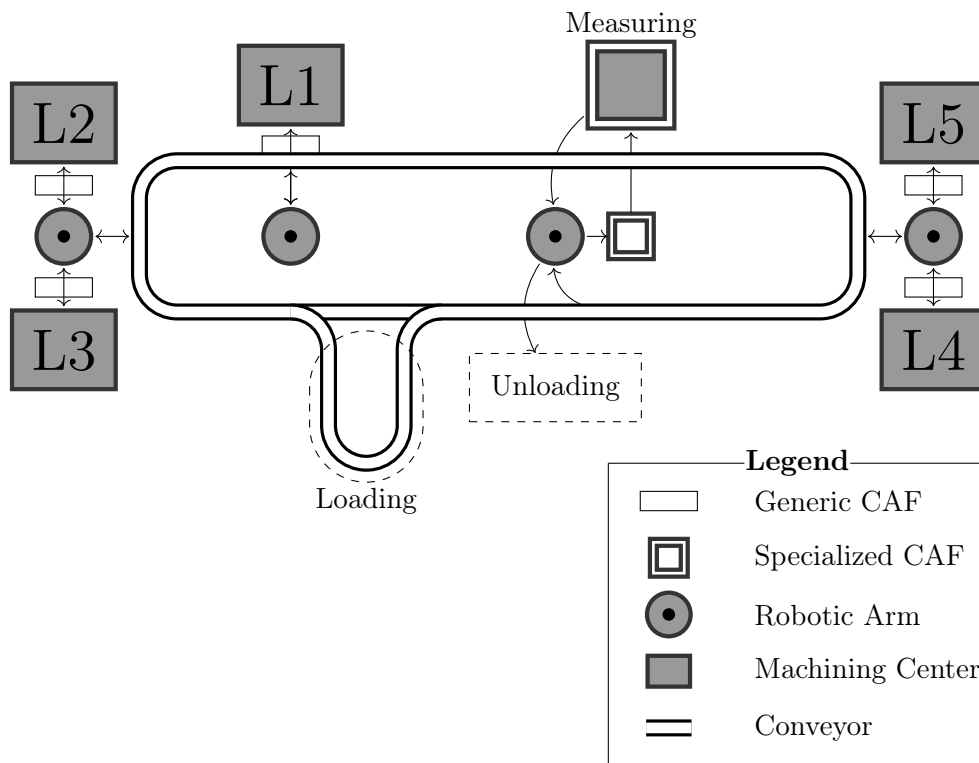 Measuring
L1
L2
L5
L3
L4
Unloading
Loading
Legend
Generic CAF
Specialized CAF
Robotic Arm
Machining Center
Conveyor